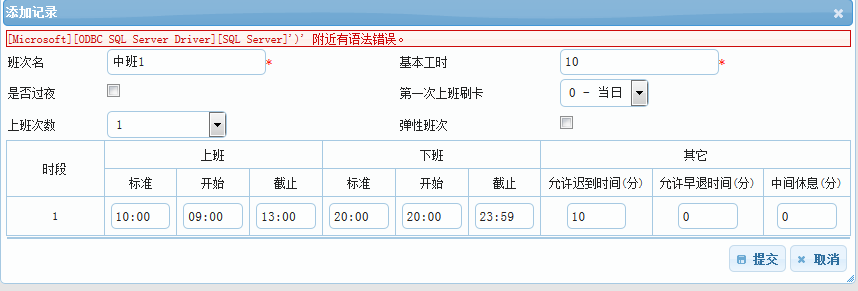 添加记录
[Microsoft][ODBC SQL Server Driver][SQL Server]')' 附近有语法错误。
班次名 中班1 * 基本工时 10 *
是否过夜 第一次上班刷卡 0 - 当日
上班次数 1 弹性班次
时段 上班 下班 其它
标准 开始 截止 标准 开始 截止 允许迟到时间(分) 允许早退时间(分) 中间休息(分)
1 10:00 09:00 13:00 20:00 20:00 23:59 10 0 0
提交 取消